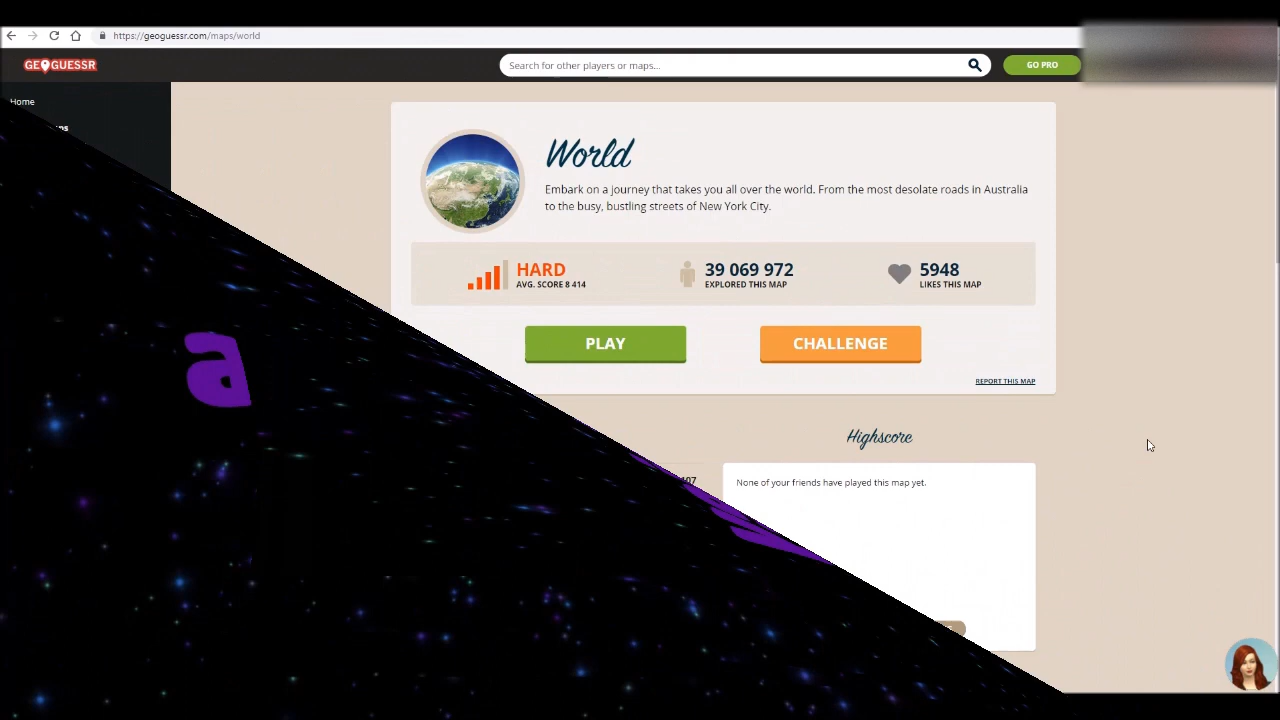 https://geoguessr.com/maps/world
GEOGUESSR
Search for other players or maps...
GO PRO
Home
World
Embark on a journey that takes you all over the world. From the most desolate roads in Australia
to the busy, bustling streets of New York City.
HARD
AVG. SCORE 8 414
39 069 972
EXPLORED THIS MAP
5948
LIKES THIS MAP
PLAY
CHALLENGE
REPORT THIS MAP
a
Highscore
None of your friends have played this map yet.